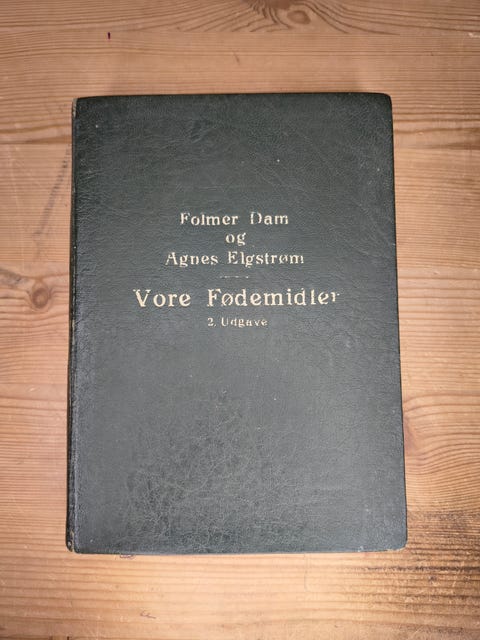 Folmer Dam
og
Agnes Elgstrøm
Vore Fødemidler
2. Udgave